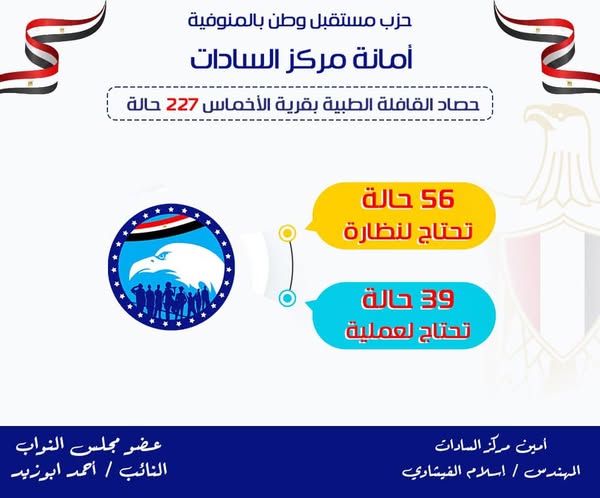 حزب مستقبل وطن بالمنوفية
أمانة مركز السادات
حصاد القافلة الطبية بقرية الأخماس 227 حالة
56 حالة
تحتاج لنظارة
39 حالة
تحتاج لعملية
أمين مركز السادات
المهندس / اسلام الفيشاوي
عضو مجلس النواب
النائب / أحمد ابوزيد